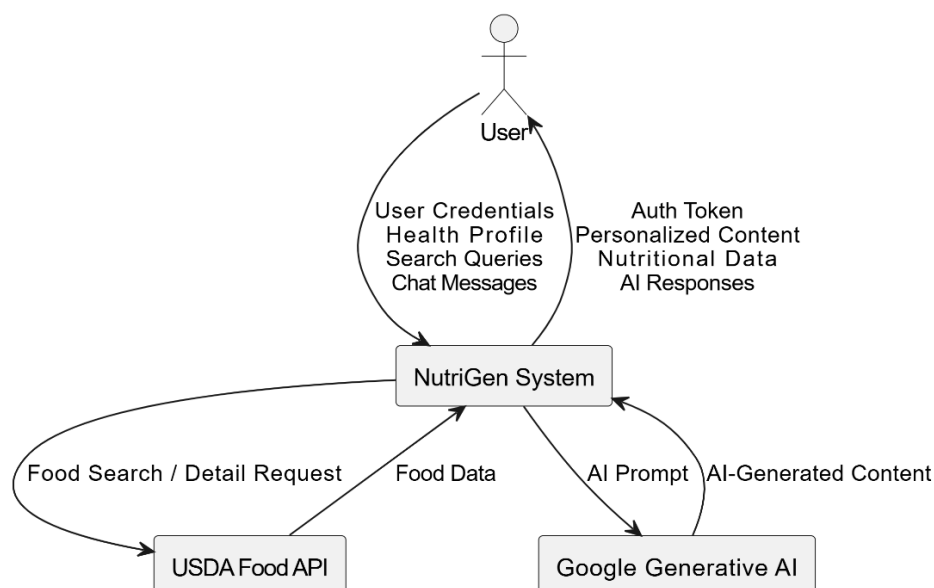 User
User Credentials
Health Profile
Search Queries
Chat Messages
Auth Token
Personalized Content
Nutritional Data
AI Responses
NutriGen System
Food Search / Detail Request
Food Data
AI Prompt
AI-Generated Content
USDA Food API
Google Generative AI